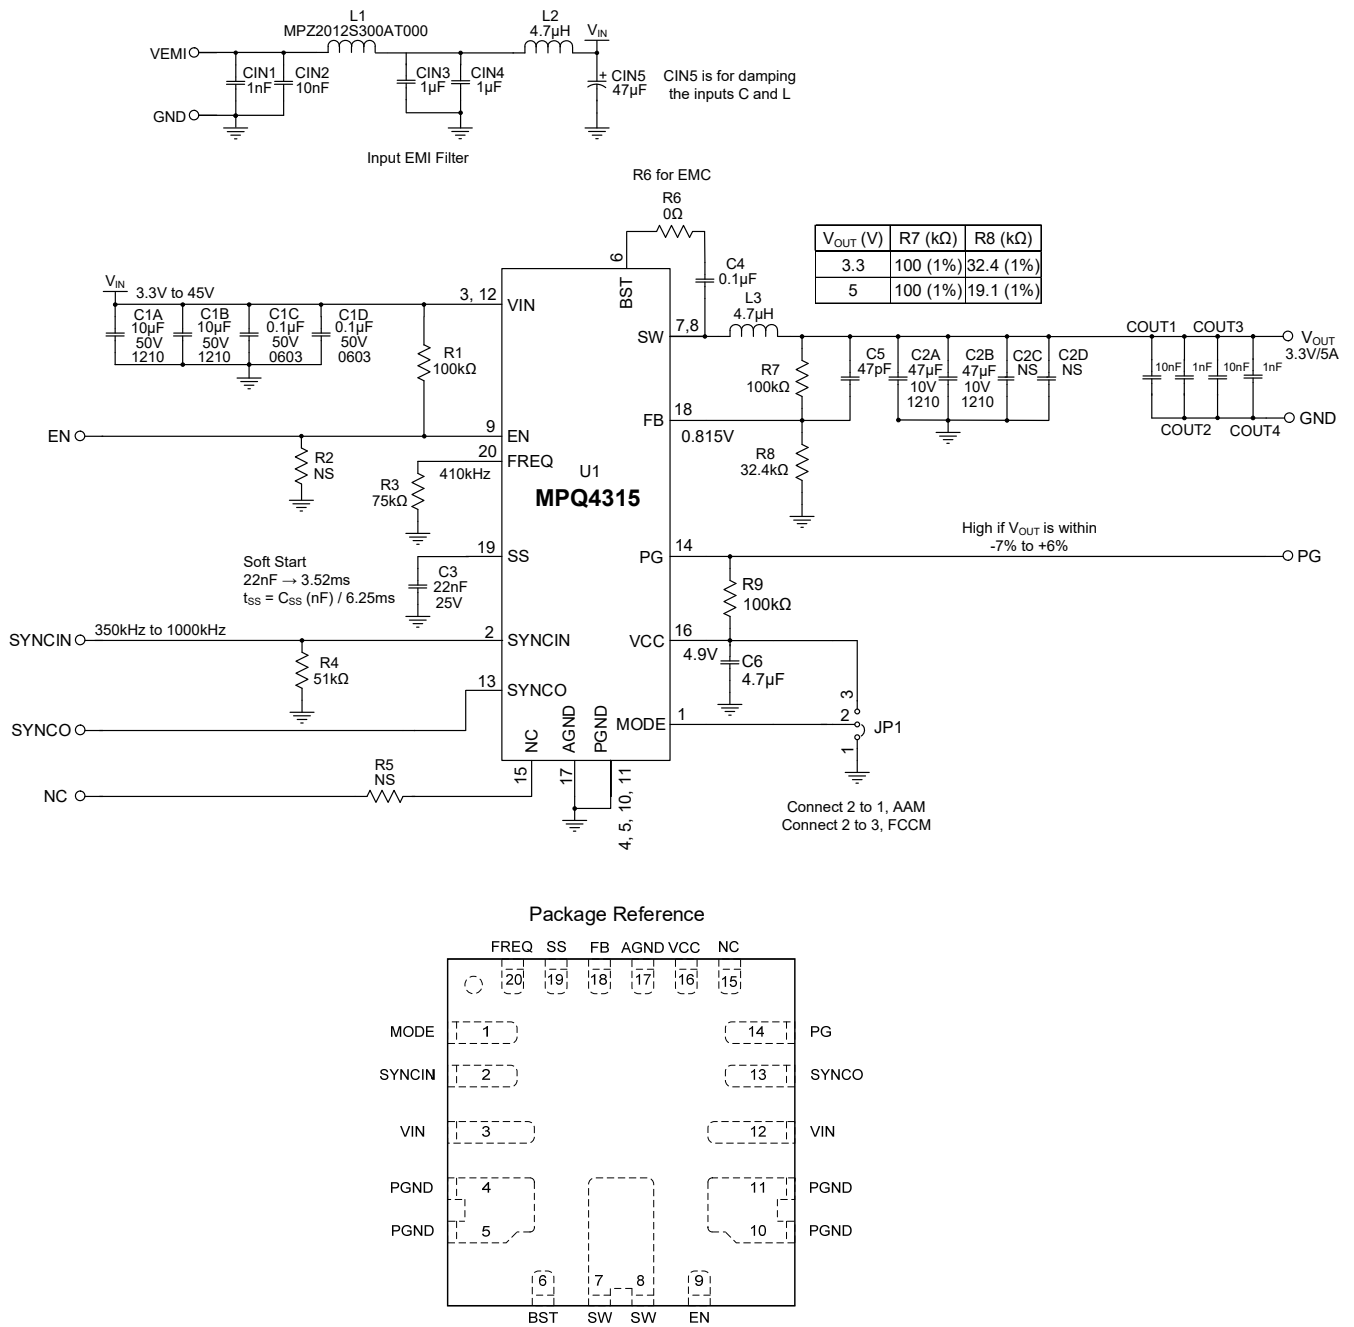 L1
MPZ2012S300AT000
L2
4.7µH
VIN
VEMI
CIN1
1nF
CIN2
10nF
CIN3
1µF
CIN4
1µF
+ CIN5
47µF
CIN5 is for damping
the inputs C and L
GND
Input EMI Filter
R6 for EMC
R6
0Ω
VOUT (V) R7 (kΩ) R8 (kΩ)
3.3 100 (1%) 32.4 (1%)
5 100 (1%) 19.1 (1%)
VIN
3.3V to 45V
C1A
10µF
50V
1210
C1B
10µF
50V
1210
C1C
0.1µF
50V
0603
C1D
0.1µF
50V
0603
3, 12
VIN
6
BST
C4
0.1µF
SW
7,8
L3
4.7µH
R1
100kΩ
R7
100kΩ
C5
47pF
C2A
47µF
10V
1210
C2B
47µF
10V
1210
C2C
NS
C2D
NS
COUT1
COUT3
10nF
1nF
10nF
1nF
COUT2
COUT4
VOUT
3.3V/5A
GND
EN
9
EN
R2
NS
20
FREQ
410kHz
R3
75kΩ
FB
18
0.815V
R8
32.4kΩ
U1
MPQ4315
Soft Start
22nF → 3.52ms
tSS = CSS (nF) / 6.25ms
19
SS
C3
22nF
25V
PG
14
High if VOUT is within
-7% to +6%
PG
R9
100kΩ
SYNCIN
350kHz to 1000kHz
2
SYNCIN
R4
51kΩ
VCC
16
4.9V
C6
4.7µF
13
SYNCO
SYNCO
MODE
1
3
2
1
JP1
NC
R5
NS
NC
15
AGND
17
PGND
4, 5, 10, 11
Connect 2 to 1, AAM
Connect 2 to 3, FCCM
Package Reference
FREQ SS FB AGND VCC NC
20 19 18 17 16 15
MODE 1 14 PG
SYNCIN 2 13 SYNCO
VIN 3 12 VIN
PGND 4 11 PGND
PGND 5 10 PGND
6 7 8 9
BST SW SW EN